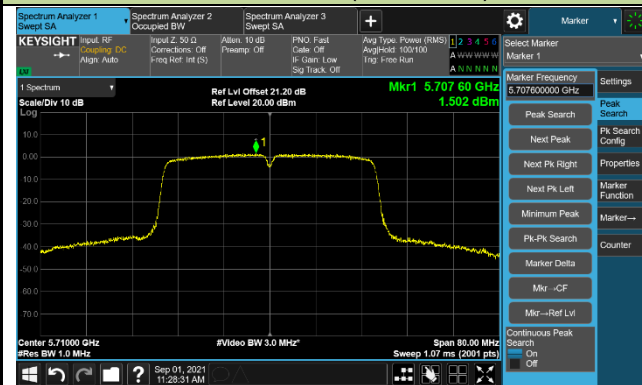 Spectrum Analyzer 1
Swept SA
Spectrum Analyzer 2
Occupied BW
Spectrum Analyzer 3
Swept SA
Marker
KEYSIGHT
Input: RF
Coupling: DC
Align: Auto
Input Z: 50 Ω
Corrections: Off
Freq Ref: Int (S)
Atten: 10 dB
Preamp: Off
PNO: Fast
Gate: Off
IF Gain: Low
Sig Track: Off
Avg Type: Power (RMS)
Avg|Hold: 100/100
Trig: Free Run
1 2 3 4 5 6
A W W W W W
A N N N N N
Select Marker
Marker 1
1 Spectrum
Scale/Div 10 dB
Log
Ref Lvl Offset 21.20 dB
Ref Level 20.00 dBm
Mkr1 5.707 60 GHz
1.502 dBm
10.0
0.00
10.0
20.0
30.0
40.0
50.0
60.0
70.0
1
Center 5.71000 GHz
#Res BW 1.0 MHz
#Video BW 3.0 MHz*
Span 80.00 MHz
Sweep 1.07 ms (2001 pts)
Marker Frequency
5.707600000 GHz
Peak Search
Next Peak
Next Pk Right
Next Pk Left
Minimum Peak
Pk-Pk Search
Marker Delta
Mkr→CF
Mkr→Ref Lvl
Continuous Peak
Search
On
Off
Settings
Peak
Search
Pk Search
Config
Properties
Marker
Function
Marker→
Counter
Sep 01, 2021
11:28:31 AM